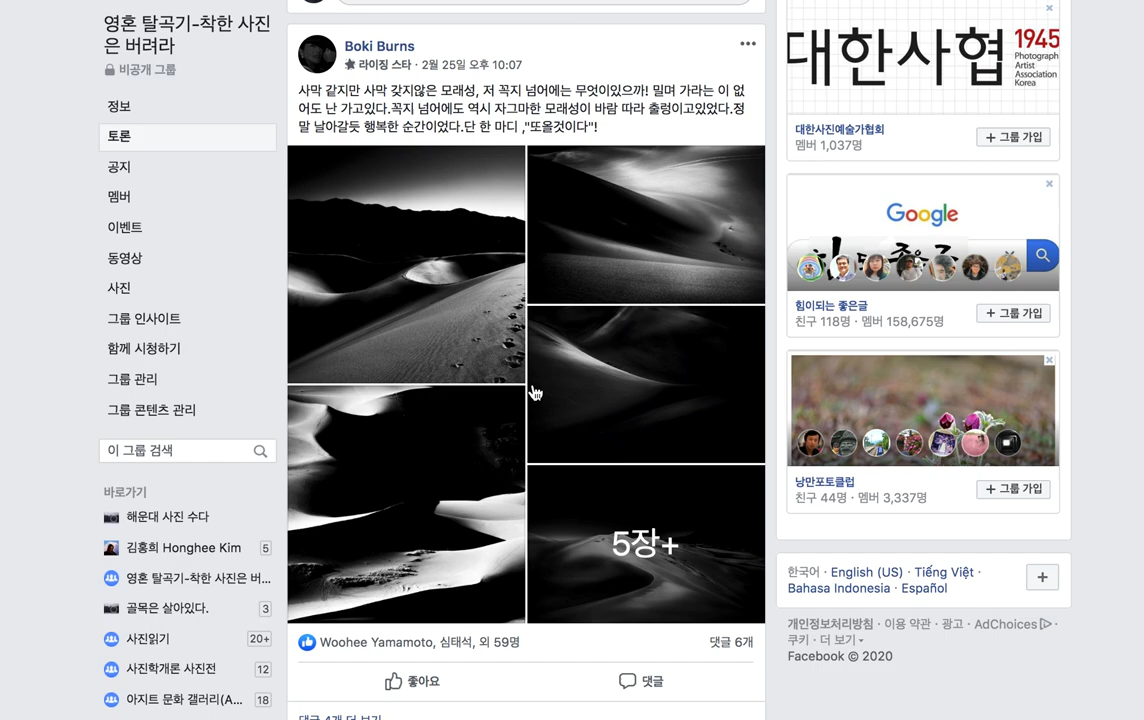 영혼 탈곡기-착한 사진
은 버려라
비공개 그룹
정보
토론
공지
멤버
이벤트
동영상
사진
그룹 인사이트
함께 시청하기
그룹 관리
그룹 콘텐츠 관리
이 그룹 검색
바로가기
해운대 사진 수다
김홍희 Honghee Kim 5
영혼 탈곡기-착한 사진은 버...
골목은 살아있다. 3
사진읽기 20+
사진학개론 사진전 12
아지트 문화 갤러리(A... 18
Boki Burns
라이징 스타 · 2월 25일 오후 10:07
사막 같지만 사막 갖지않은 모래성, 저 꼭지 넘어에는 무엇이있으까! 밀며 가라는 이 없
어도 난 가고있다.꼭지 넘어에도 역시 자그마한 모래성이 바람 따라 출렁이고있었다.정
말 날아갈듯 행복한 순간이었다.단 한 마디 ,"또올것이다"!
5장+
Woohee Yamamoto, 심태석, 외 59명
댓글 6개
좋아요
댓글
댓글 4개 더 보기
대한사협
1945
Photograph
Artist
Association
Korea
대한사진예술가협회
멤버 1,037명
+ 그룹 가입
Google
힘이되는 좋은글
친구 118명 · 멤버 158,675명
+ 그룹 가입
낭만포토클럽
친구 44명 · 멤버 3,337명
+ 그룹 가입
한국어 · English (US) · Tiếng Việt ·
Bahasa Indonesia · Español
개인정보처리방침 · 이용 약관 · 광고 · AdChoices ·
쿠키 · 더 보기
Facebook © 2020